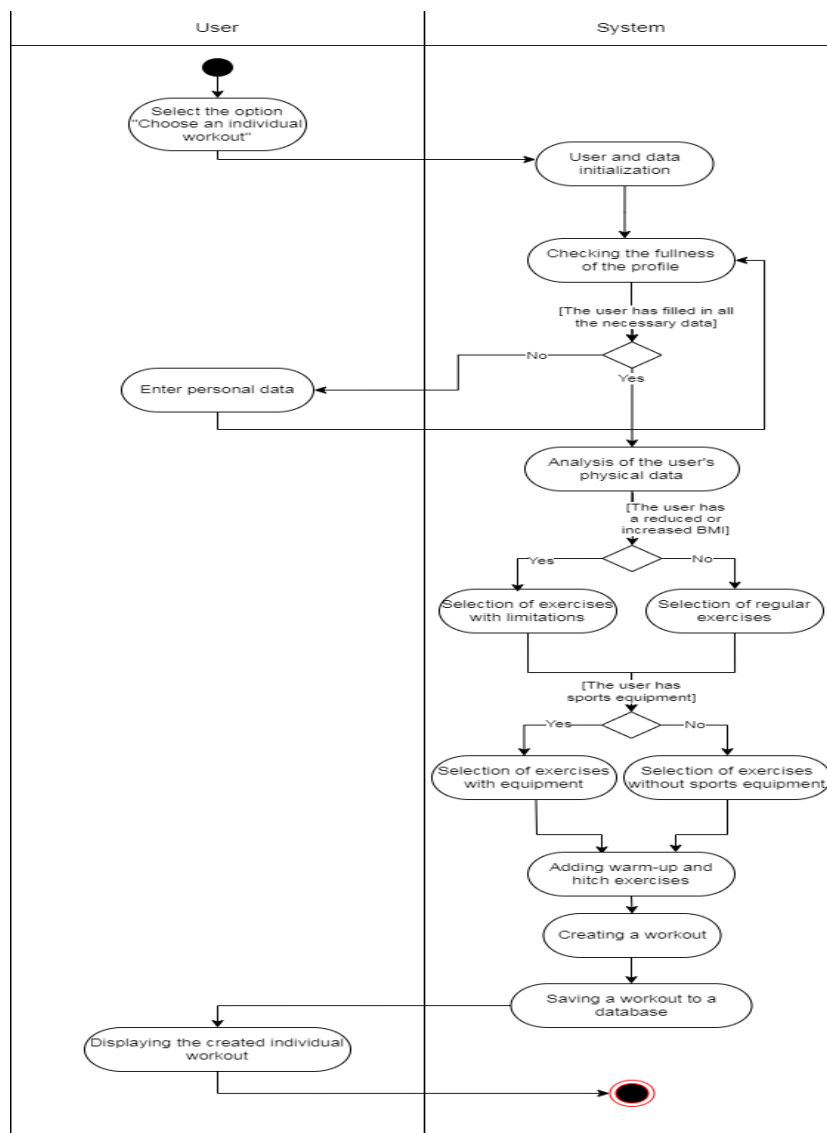 User
System
Select the option
"Choose an individual
workout"
User and data
initialization
Checking the fullness
of the profile
[The user has filled in all
the necessary data]
No
Yes
Enter personal data
Analysis of the user's
physical data
[The user has
a reduced or
increased BMI]
Yes
No
Selection of exercises
with limitations
Selection of regular
exercises
[The user has
sports equipment]
Yes
No
Selection of exercises
with equipment
Selection of exercises
without sports equipment
Adding warm-up and
hitch exercises
Creating a workout
Saving a workout to a
database
Displaying the created individual
workout